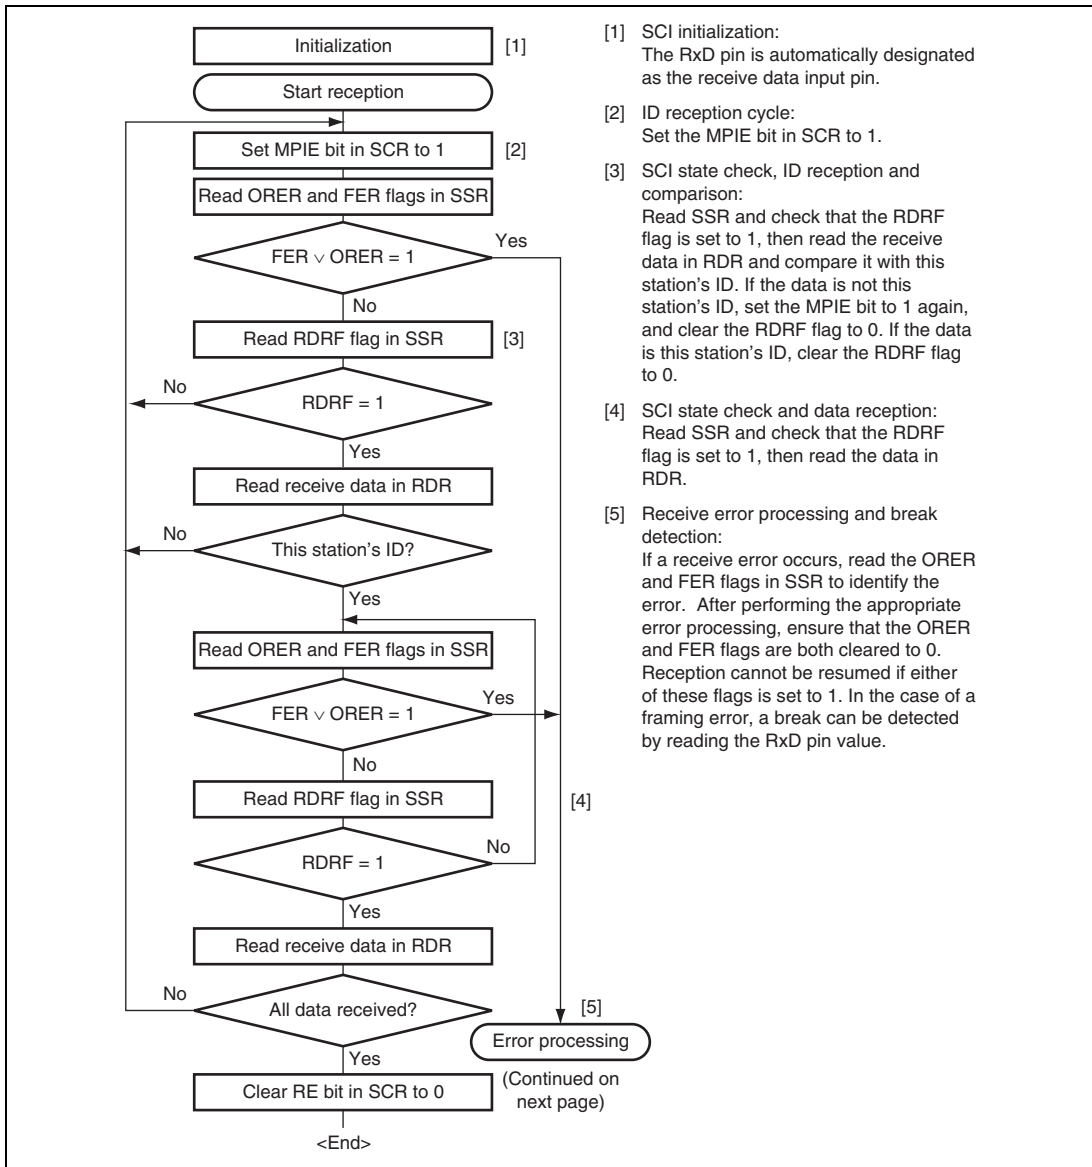 Initialization [1]
Start reception
Set MPIE bit in SCR to 1 [2]
Read ORER and FER flags in SSR
FER ∨ ORER = 1
Yes
No
Read RDRF flag in SSR [3]
No
RDRF = 1
Yes
Read receive data in RDR
No
This station's ID?
Yes
Read ORER and FER flags in SSR
FER ∨ ORER = 1
Yes
No
Read RDRF flag in SSR
[4]
RDRF = 1
No
Yes
Read receive data in RDR
No
All data received?
Yes
[5]
Error processing
(Continued on
next page)
Clear RE bit in SCR to 0
<End>
[1] SCI initialization:
The RxD pin is automatically designated
as the receive data input pin.
[2] ID reception cycle:
Set the MPIE bit in SCR to 1.
[3] SCI state check, ID reception and
comparison:
Read SSR and check that the RDRF
flag is set to 1, then read the receive
data in RDR and compare it with this
station's ID. If the data is not this
station's ID, set the MPIE bit to 1 again,
and clear the RDRF flag to 0. If the data
is this station's ID, clear the RDRF flag
to 0.
[4] SCI state check and data reception:
Read SSR and check that the RDRF
flag is set to 1, then read the data in
RDR.
[5] Receive error processing and break
detection:
If a receive error occurs, read the ORER
and FER flags in SSR to identify the
error. After performing the appropriate
error processing, ensure that the ORER
and FER flags are both cleared to 0.
Reception cannot be resumed if either
of these flags is set to 1. In the case of a
framing error, a break can be detected
by reading the RxD pin value.